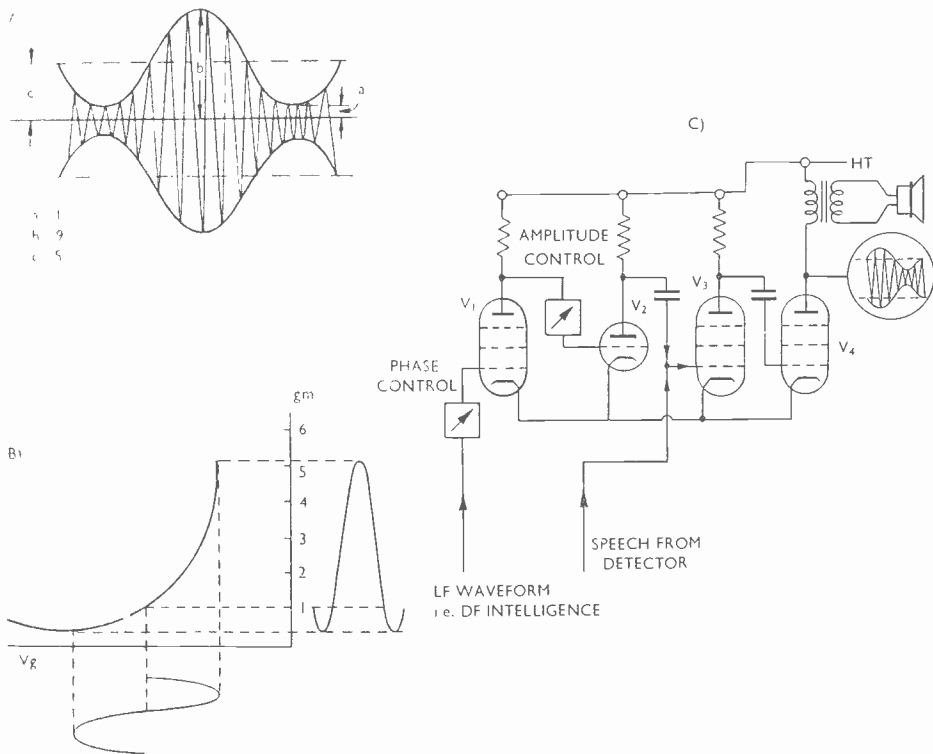 c
b
a
a 1
b 9
c 5
C)
HT
AMPLITUDE
CONTROL
V1
V2
V3
V4
PHASE
CONTROL
gm
B)
6
5
4
3
2
1
Vg
SPEECH FROM
DETECTOR
LF WAVEFORM
i.e. DF INTELLIGENCE